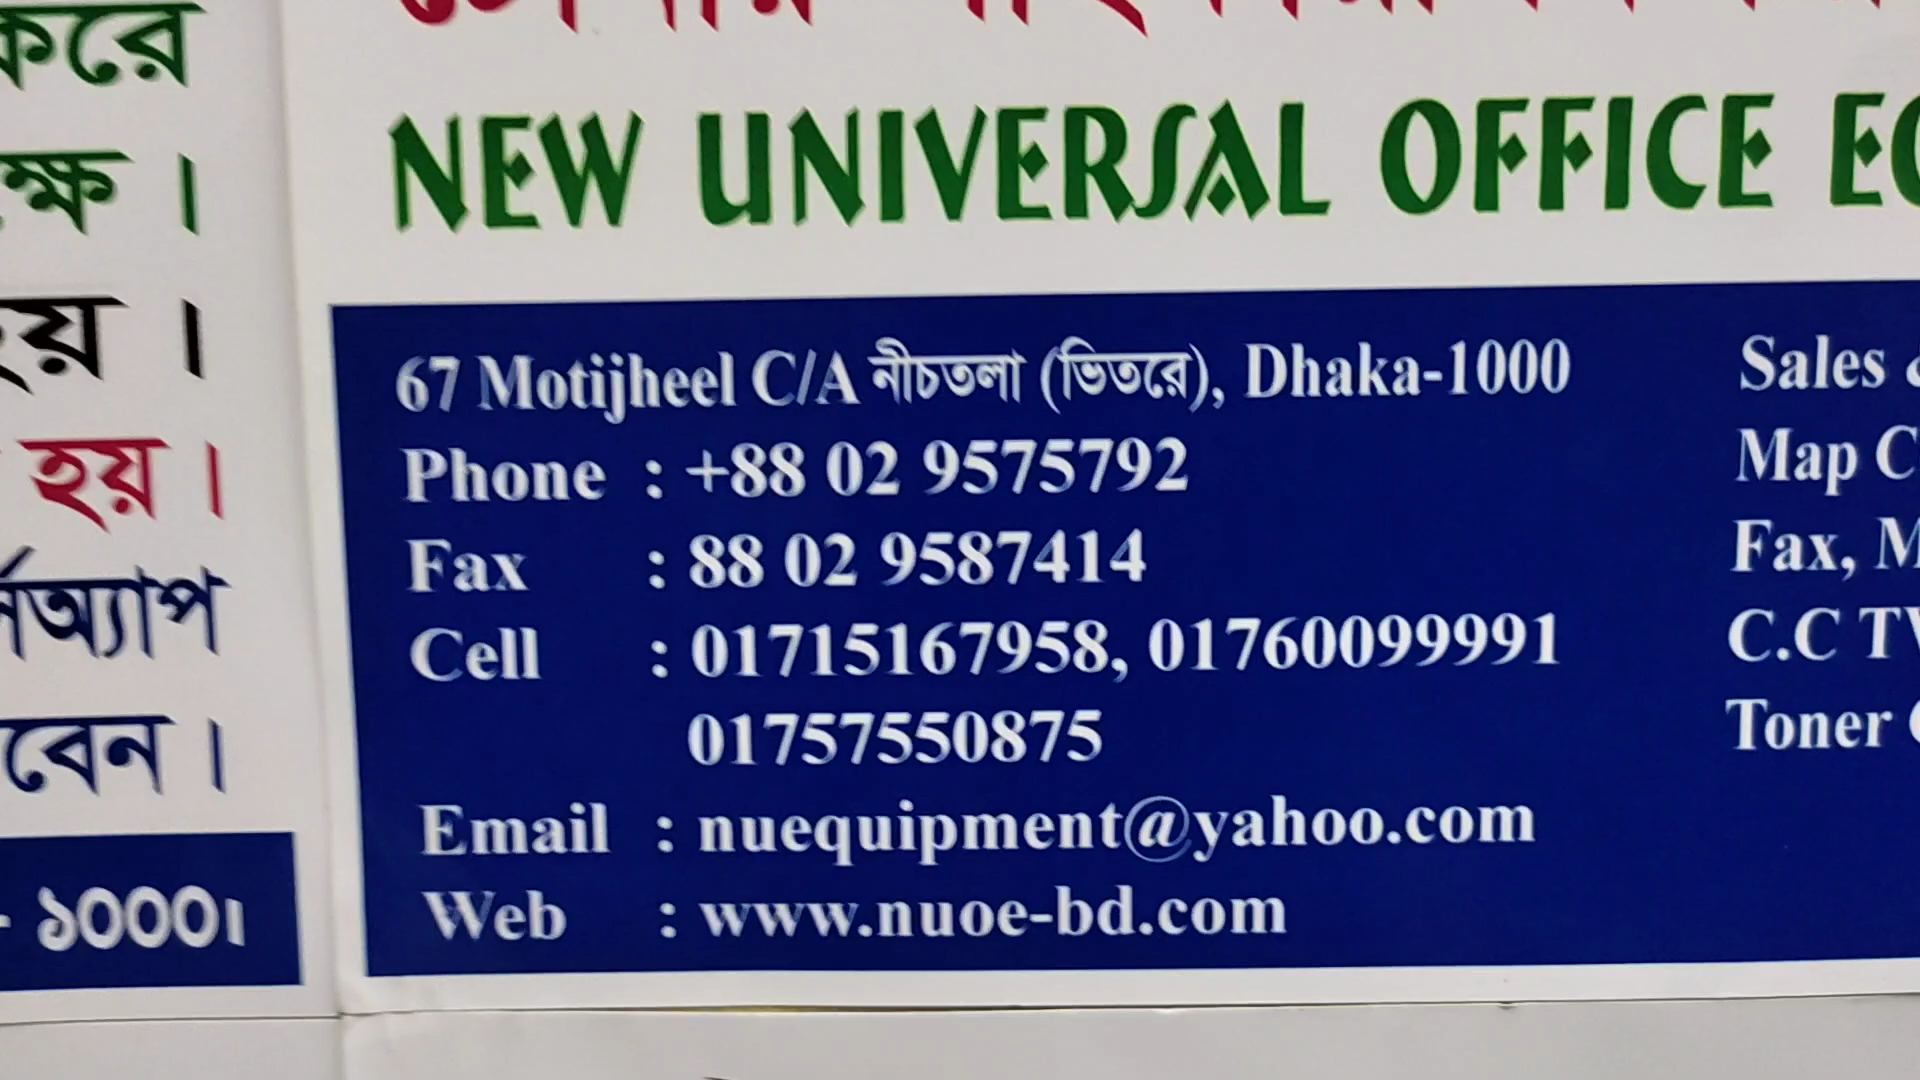 করে
ক্ষ ।
হয় ।
হয় ।
বেন ।
১০০০।
NEW UNIVERSAL OFFICE
67 Motijheel C/A নীচতলা (ভিতরে), Dhaka-1000
Phone : +88 02 9575792
Fax : 88 02 9587414
Cell : 01715167958, 01760099991
01757550875
Email : nuequipment@yahoo.com
Web : www.nuoe-bd.com
Sales
Map
Fax,
C.C
Toner